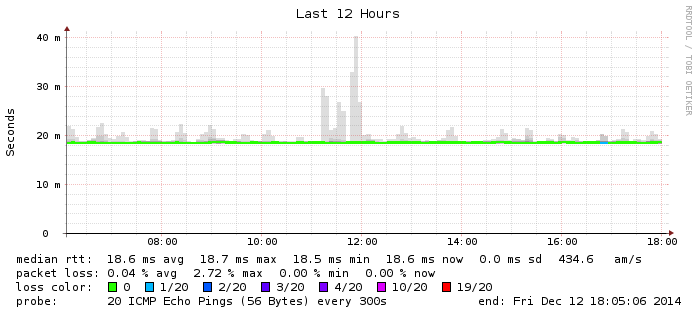 Last 12 Hours
RRDTOOL / TOBI OETIKER
Seconds
40 m
30 m
20 m
10 m
0
08:00 10:00 12:00 14:00 16:00 18:00
median rtt: 18.6 ms avg 18.7 ms max 18.5 ms min 18.6 ms now 0.0 ms sd 434.6 am/s
packet loss: 0.04 % avg 2.72 % max 0.00 % min 0.00 % now
loss color: 0 1/20 2/20 3/20 4/20 10/20 19/20
probe: 20 ICMP Echo Pings (56 Bytes) every 300s end: Fri Dec 12 18:05:06 2014